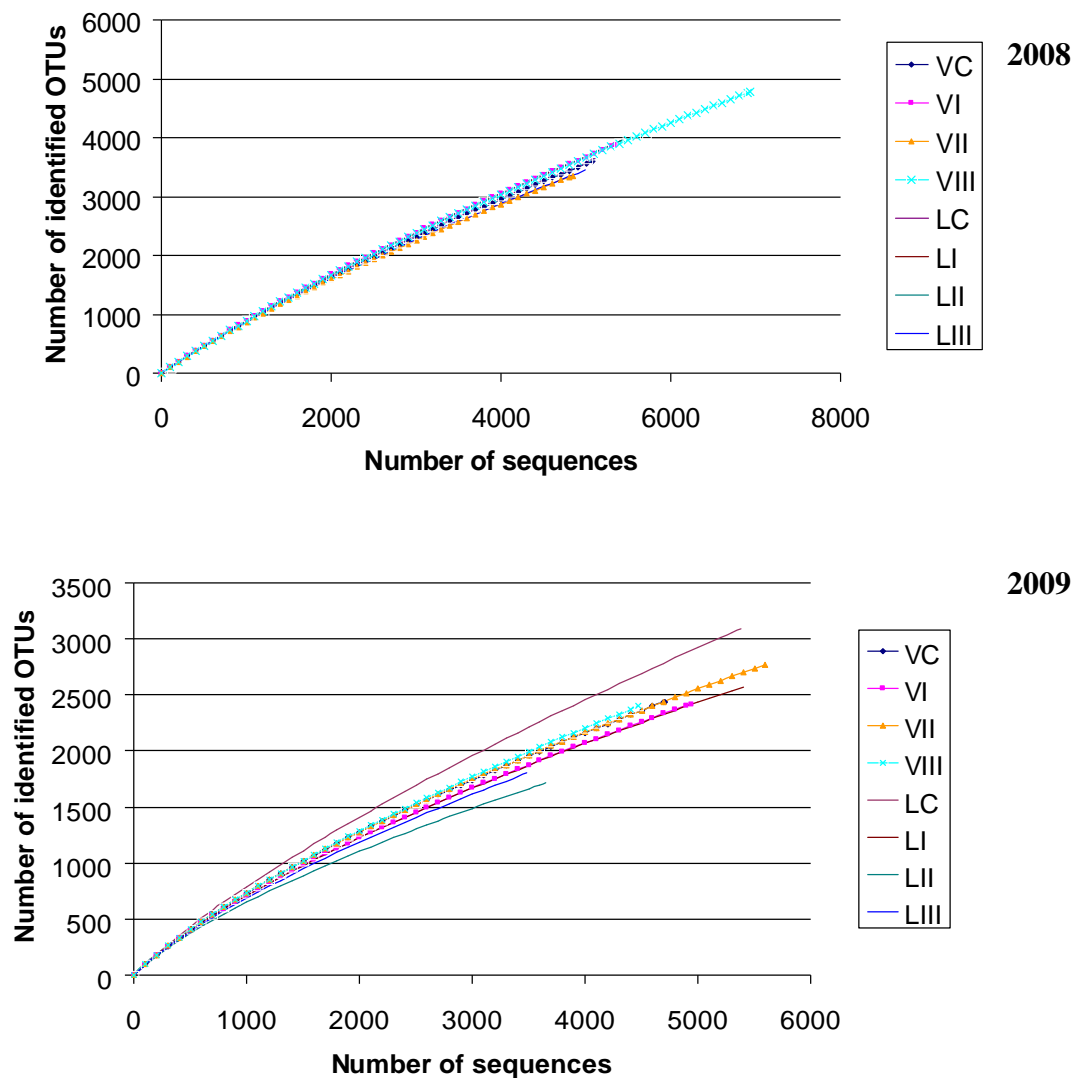 2008
Number of identified OTUs
6000
5000
4000
3000
2000
1000
0
0 2000 4000 6000 8000
Number of sequences
VC
VI
VII
VIII
LC
LI
LII
LIII
2009
Number of identified OTUs
3500
3000
2500
2000
1500
1000
500
0
0 1000 2000 3000 4000 5000 6000
Number of sequences
VC
VI
VII
VIII
LC
LI
LII
LIII